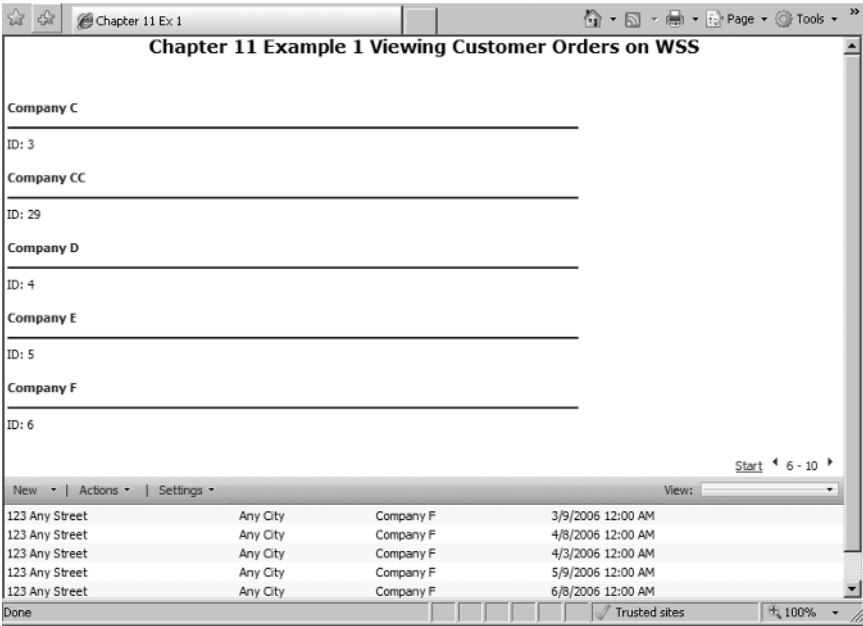 Chapter 11 Ex 1
Page
Tools
»
Chapter 11 Example 1 Viewing Customer Orders on WSS
Company C
ID: 3
Company CC
ID: 29
Company D
ID: 4
Company E
ID: 5
Company F
ID: 6
Start 6 - 10
New | Actions | Settings View:
123 Any Street Any City Company F 3/9/2006 12:00 AM
123 Any Street Any City Company F 4/8/2006 12:00 AM
123 Any Street Any City Company F 4/3/2006 12:00 AM
123 Any Street Any City Company F 5/9/2006 12:00 AM
123 Any Street Any City Company F 6/8/2006 12:00 AM
Done Trusted sites 100%